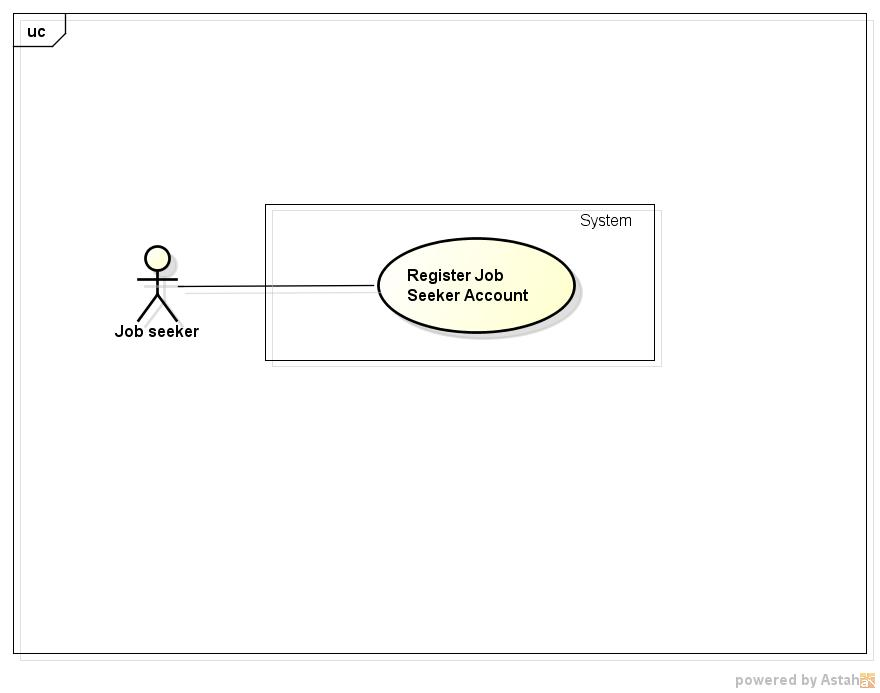 uc
System
Register Job
Seeker Account
Job seeker
powered by Astah